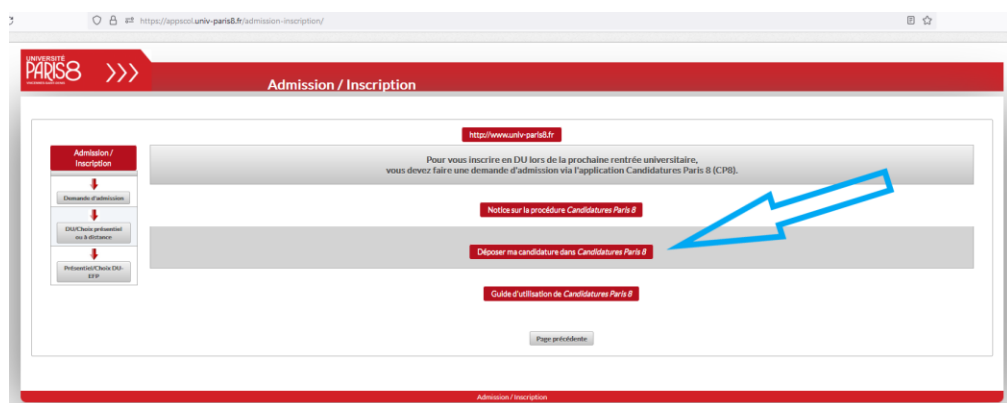 https://appscol.univ-paris8.fr/admission-inscription/
UNIVERSITÉ
PARIS8
Admission / Inscription
http://www.univ-paris8.fr
Admission /
Inscription
Pour vous inscrire en DU lors de la prochaine rentrée universitaire,
vous devez faire une demande d'admission via l'application Candidatures Paris 8 (CP8).
Demande d'admission
Notice sur la procédure Candidatures Paris 8
DU/Choix présentiel
ou à distance
Déposer ma candidature dans Candidatures Paris 8
Présentiel/Choix DU-
Guide d'utilisation de Candidatures Paris 8
Page précédente
Admission / Inscription